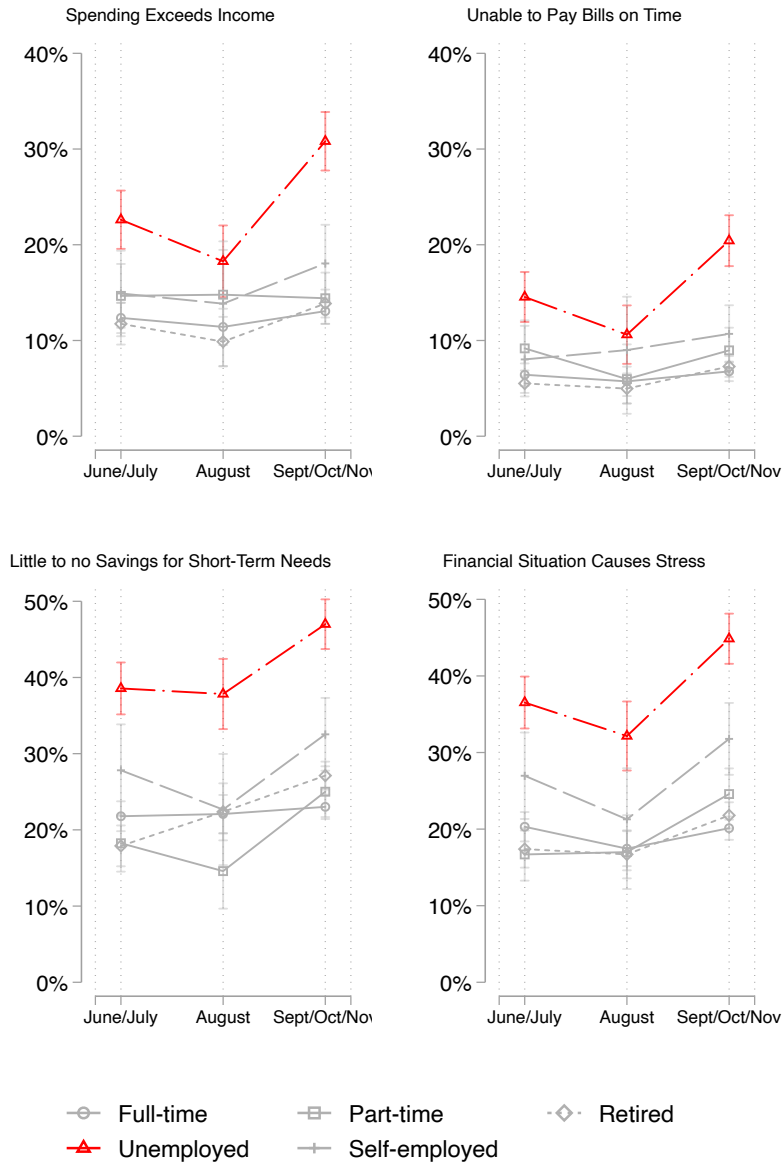 Spending Exceeds Income
40%
30%
20%
10%
0%
June/July August Sept/Oct/Nov
Unable to Pay Bills on Time
40%
30%
20%
10%
0%
June/July August Sept/Oct/Nov
Little to no Savings for Short-Term Needs
50%
40%
30%
20%
10%
0%
June/July August Sept/Oct/Nov
Financial Situation Causes Stress
50%
40%
30%
20%
10%
0%
June/July August Sept/Oct/Nov
Full-time Part-time Retired
Unemployed Self-employed